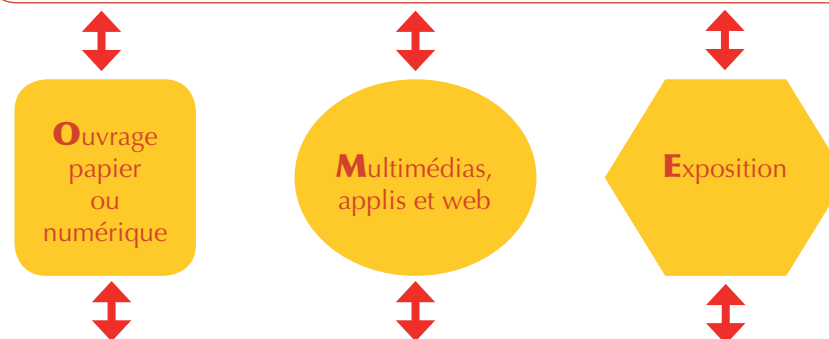 Ouvrage
papier
ou
numérique
Multimédias,
applis et web
Exposition